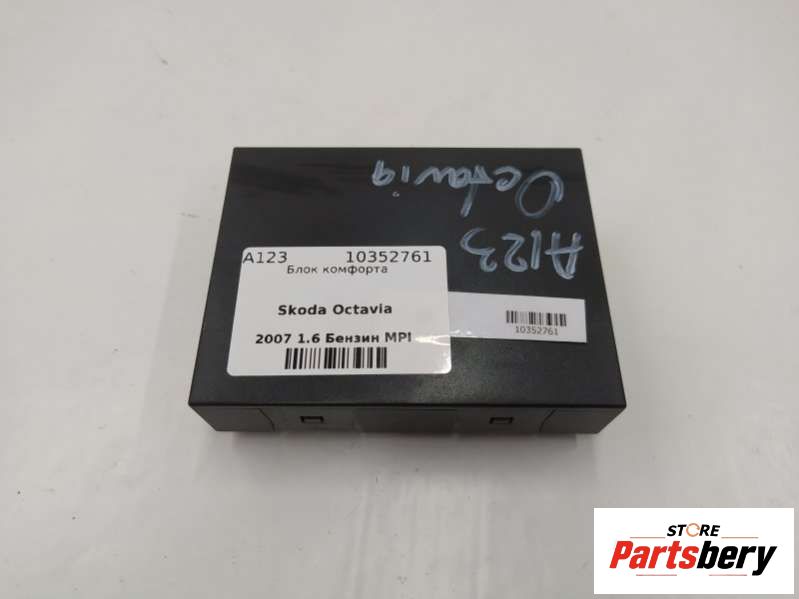 Octavia
A123
A123 10352761
Блок комфорта
Skoda Octavia
2007 1.6 Бензин MPI
10352761
STORE
Partsbery